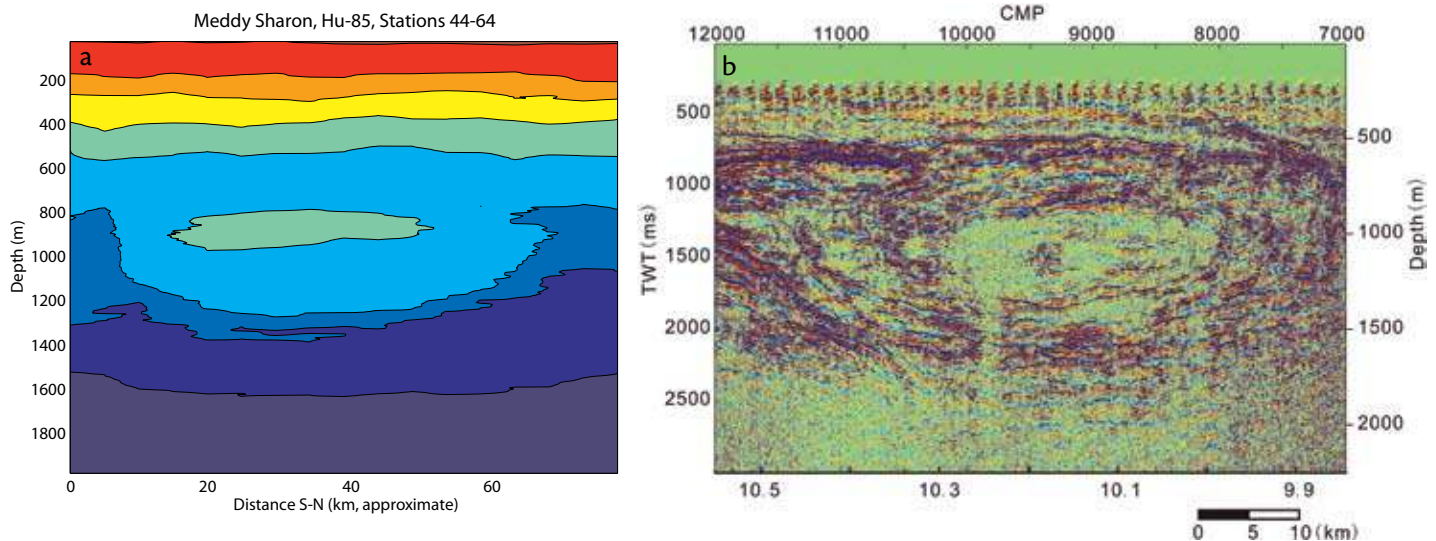 Meddy Sharon, Hu-85, Stations 44-64
a
200
400
600
800
1000
1200
1400
1600
1800
Depth (m)
0 20 40 60
Distance S-N (km, approximate)
CMP
12000 11000 10000 9000 8000 7000
b
500
1000
1500
2000
2500
TWT (ms)
500
1000
1500
2000
Depth (m)
10.5 10.3 10.1 9.9
0 5 10 (km)